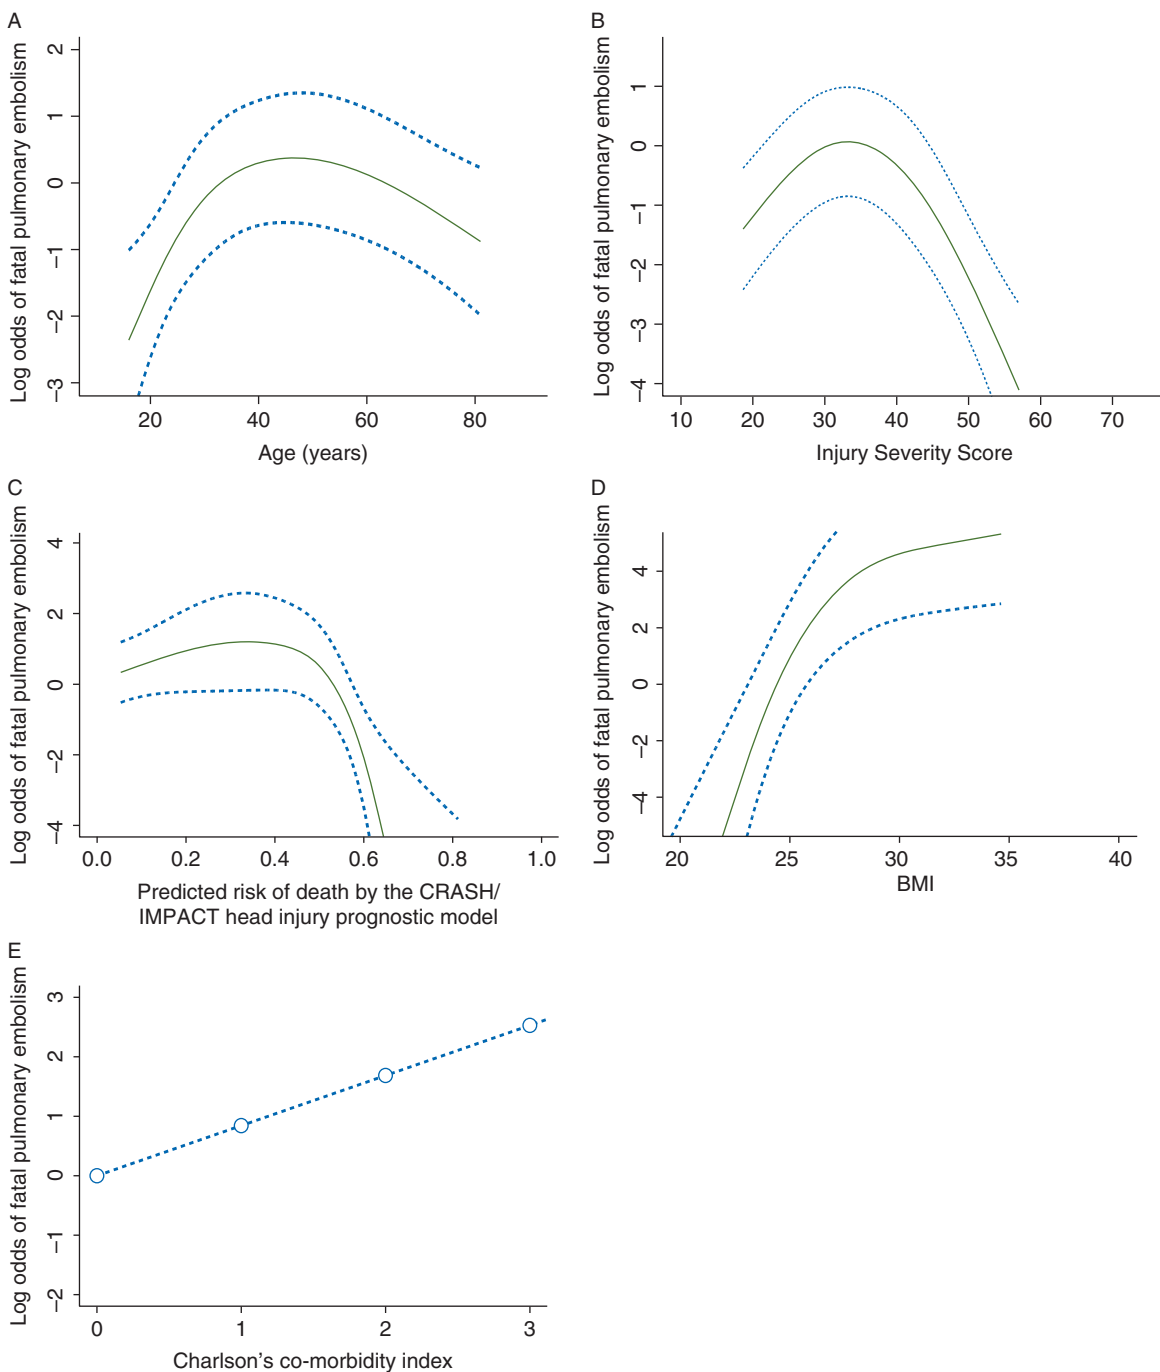 A
Log odds of fatal pulmonary embolism
2
1
0
−1
−2
−3
20 40 60 80
Age (years)
B
Log odds of fatal pulmonary embolism
1
0
−1
−2
−3
−4
10 20 30 40 50 60 70
Injury Severity Score
C
Log odds of fatal pulmonary embolism
4
2
0
−2
−4
0.0 0.2 0.4 0.6 0.8 1.0
Predicted risk of death by the CRASH/
IMPACT head injury prognostic model
D
Log odds of fatal pulmonary embolism
4
2
0
−2
−4
20 25 30 35 40
BMI
E
Log odds of fatal pulmonary embolism
3
2
1
0
−1
−2
0 1 2 3
Charlson's co-morbidity index